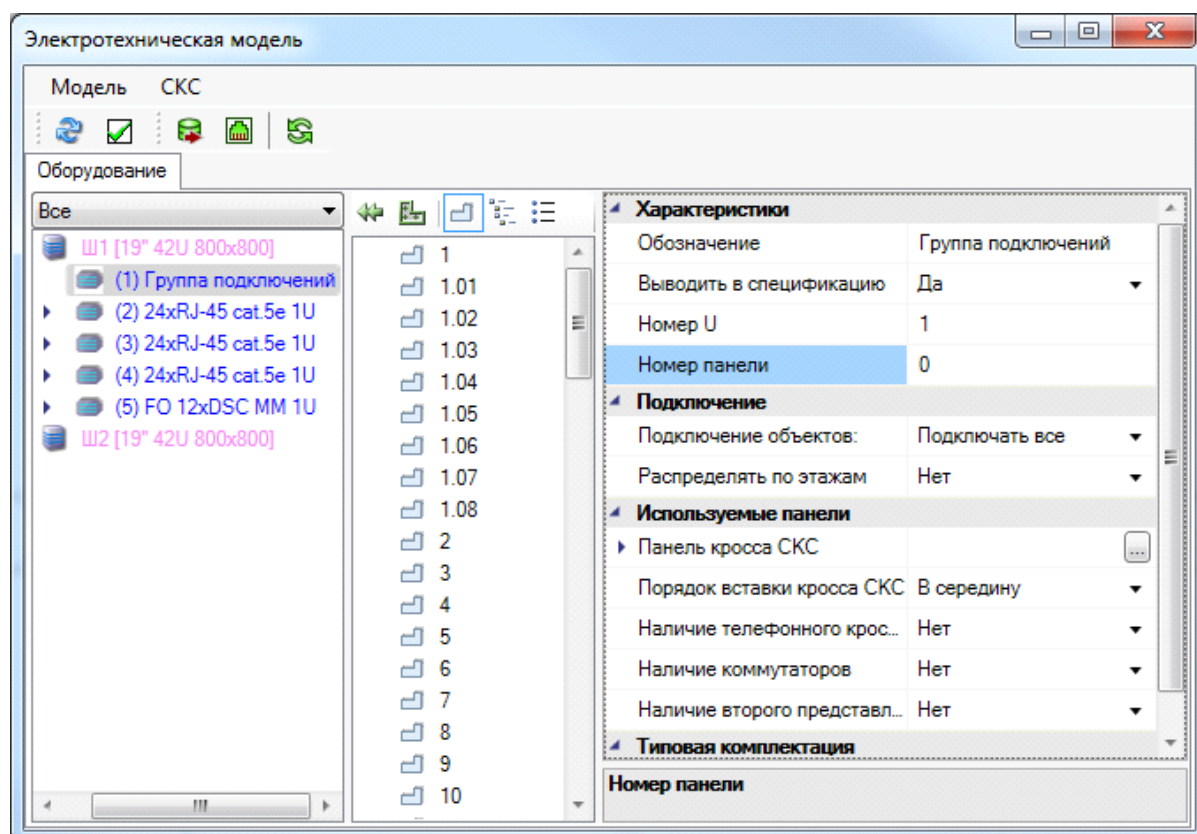 Электротехническая модель
Модель СКС
Оборудование
Все
Ш1 [19" 42U 800x800]
(1) Группа подключений
(2) 24xRJ-45 cat.5e 1U
(3) 24xRJ-45 cat.5e 1U
(4) 24xRJ-45 cat.5e 1U
(5) FO 12xDSC MM 1U
Ш2 [19" 42U 800x800]
1
1.01
1.02
1.03
1.04
1.05
1.06
1.07
1.08
2
3
4
5
6
7
8
9
10
Характеристики
Обозначение Группа подключений
Выводить в спецификацию Да
Номер U 1
Номер панели 0
Подключение
Подключение объектов: Подключать все
Распределять по этажам Нет
Используемые панели
Панель кросса СКС ...
Порядок вставки кросса СКС В середину
Наличие телефонного крос... Нет
Наличие коммутаторов Нет
Наличие второго представл... Нет
Типовая комплектация
Номер панели